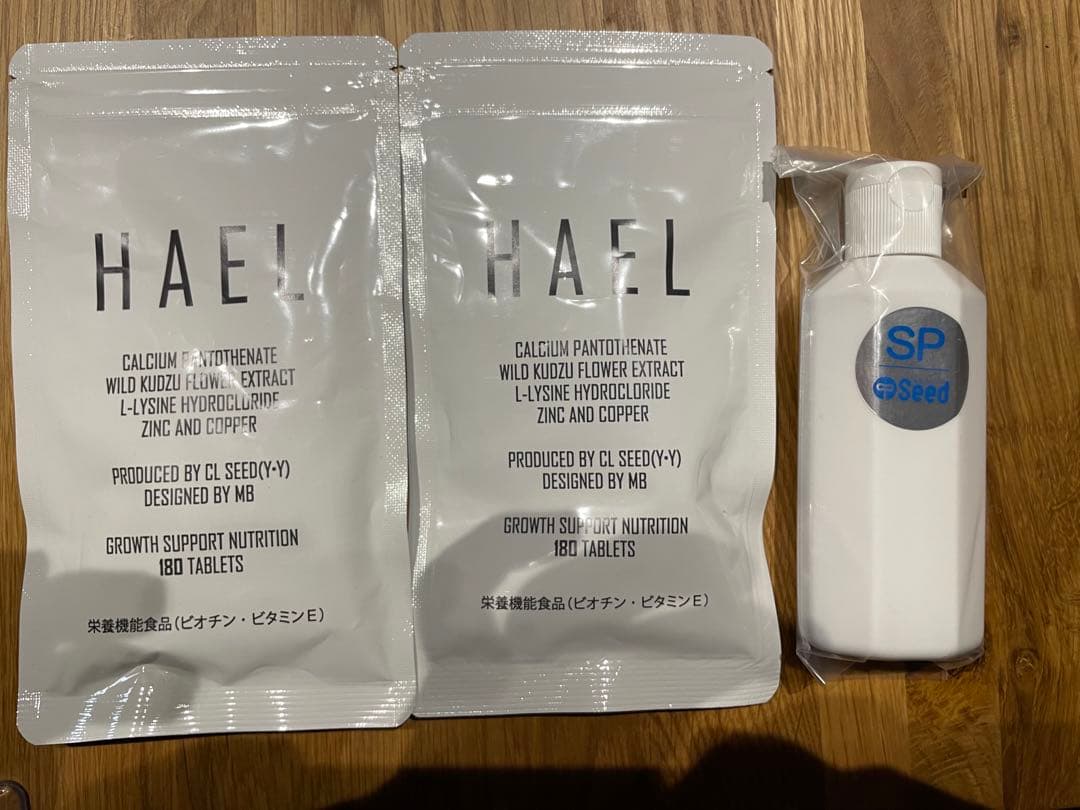 HAEL
CALCIUM PANTOTHENATE
WILD KUDZU FLOWER EXTRACT
L-LYSINE HYDROCLORIDE
ZINC AND COPPER
PRODUCED BY CL SEED(Y•Y)
DESIGNED BY MB
GROWTH SUPPORT NUTRITION
180 TABLETS
栄養機能食品(ビオチン・ビタミンE)
HAEL
CALCIUM PANTOTHENATE
WILD KUDZU FLOWER EXTRACT
L-LYSINE HYDROCLORIDE
ZINC AND COPPER
PRODUCED BY CL SEED(Y•Y)
DESIGNED BY MB
GROWTH SUPPORT NUTRITION
180 TABLETS
栄養機能食品(ビオチン・ビタミンE)
SP
Seed